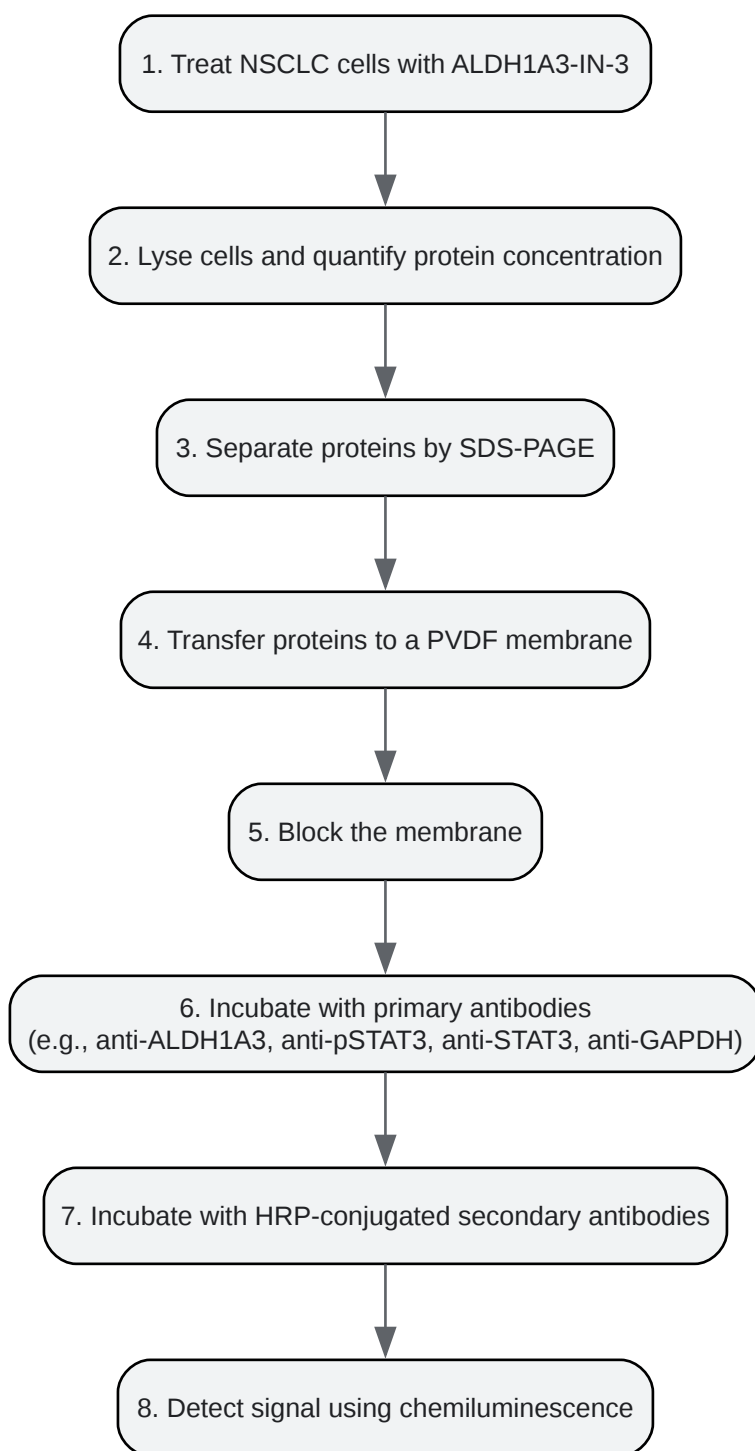 1. Treat NSCLC cells with ALDH1A3-IN-3
2. Lyse cells and quantify protein concentration
3. Separate proteins by SDS-PAGE
4. Transfer proteins to a PVDF membrane
5. Block the membrane
6. Incubate with primary antibodies
(e.g., anti-ALDH1A3, anti-pSTAT3, anti-STAT3, anti-GAPDH)
7. Incubate with HRP-conjugated secondary antibodies
8. Detect signal using chemiluminescence